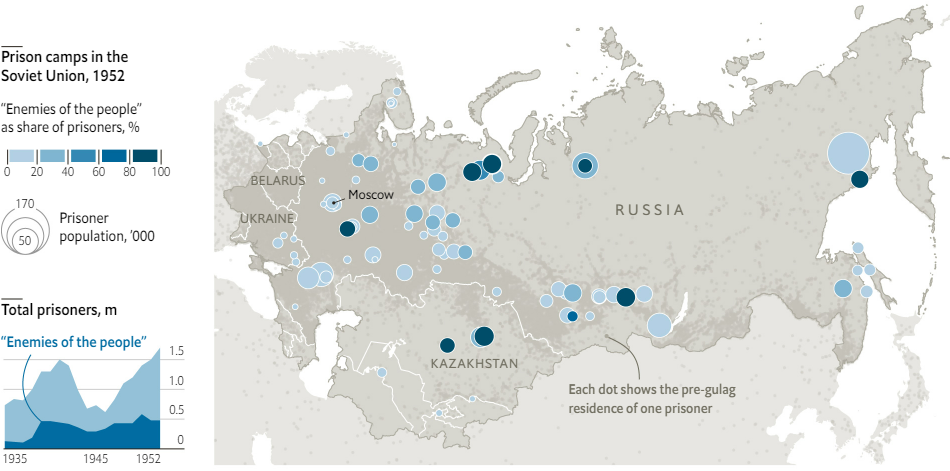 Prison camps in the
Soviet Union, 1952
“Enemies of the people”
as share of prisoners, %
0 20 40 60 80 100
170
50
Prisoner
population, ’000
Total prisoners, m
“Enemies of the people”
1.5
1.0
0.5
0
1935 1945 1952
BELARUS
Moscow
UKRAINE
RUSSIA
KAZAKHSTAN
Each dot shows the pre-gulag
residence of one prisoner